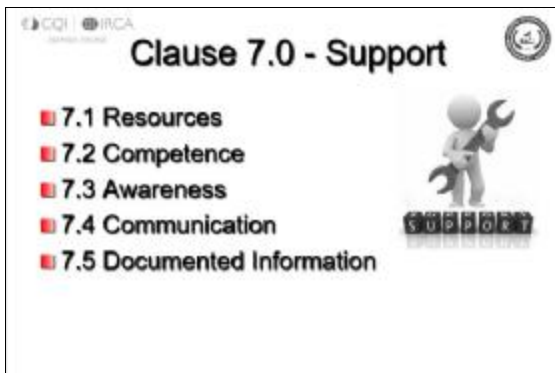 CQI IRCA
Clause 7.0 - Support
7.1 Resources
7.2 Competence
7.3 Awareness
7.4 Communication
7.5 Documented Information
SUPPORT